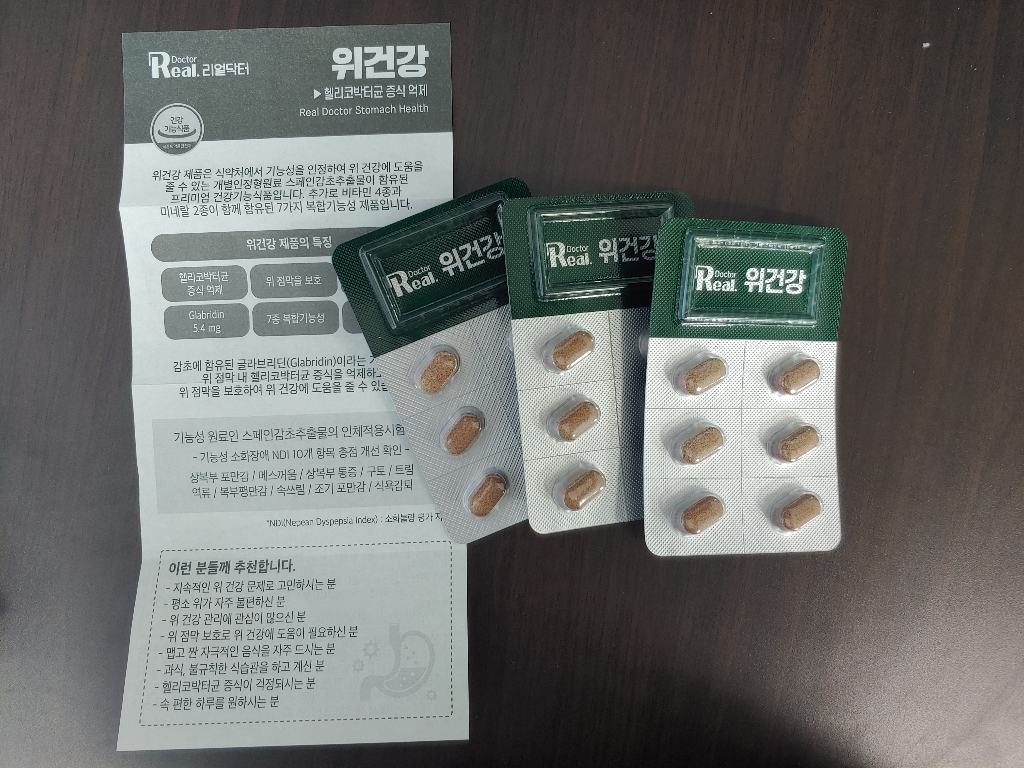 Doctor
Real. 리얼닥터
위건강
▶ 헬리코박터균 증식 억제
Real Doctor Stomach Health
건강
기능식품
위건강 제품은 식약처에서 기능성을 인정하여 위 건강에 도움을
줄 수 있는 개별인정형원료 스페인감초추출물이 함유된
프리미엄 건강기능식품입니다. 추가로 비타민 4종과
미네랄 2종이 함께 함유된 7가지 복합기능성 제품입니다.
위건강 제품의 특징
헬리코박터균
증식 억제
위 점막을 보호
Glabridin
5.4 mg
7종 복합기능성
감초에 함유된 글라브리딘(Glabridin)이라는
위 점막 내 헬리코박터균 증식을 억제하고
위 점막을 보호하여 위 건강에 도움을 줄 수 있
기능성 원료인 스페인감초추출물의 인체적용시험
- 기능성 소화장애 NDI 10개 항목 총점 개선 확인 -
상복부 포만감 / 메스꺼움 / 상복부 통증 / 구토 / 트림
역류 / 복부팽만감 / 속쓰림 / 조기 포만감 / 식욕감퇴
*NDI(Nepean Dyspepsia Index) : 소화불량 평가 지
이런 분들께 추천합니다.
- 지속적인 위 건강 문제로 고민하시는 분
- 평소 위가 자주 불편하신 분
- 위 건강 관리에 관심이 많으신 분
- 위 점막 보호로 위 건강에 도움이 필요하신 분
- 맵고 짠 자극적인 음식을 자주 드시는 분
- 과식, 불규칙한 식습관을 하고 계신 분
- 헬리코박터균 증식이 걱정되시는 분
- 속 편한 하루를 원하시는 분
Doctor
Real. 위건강
Doctor
Real. 위건강
Doctor
Real. 위건강